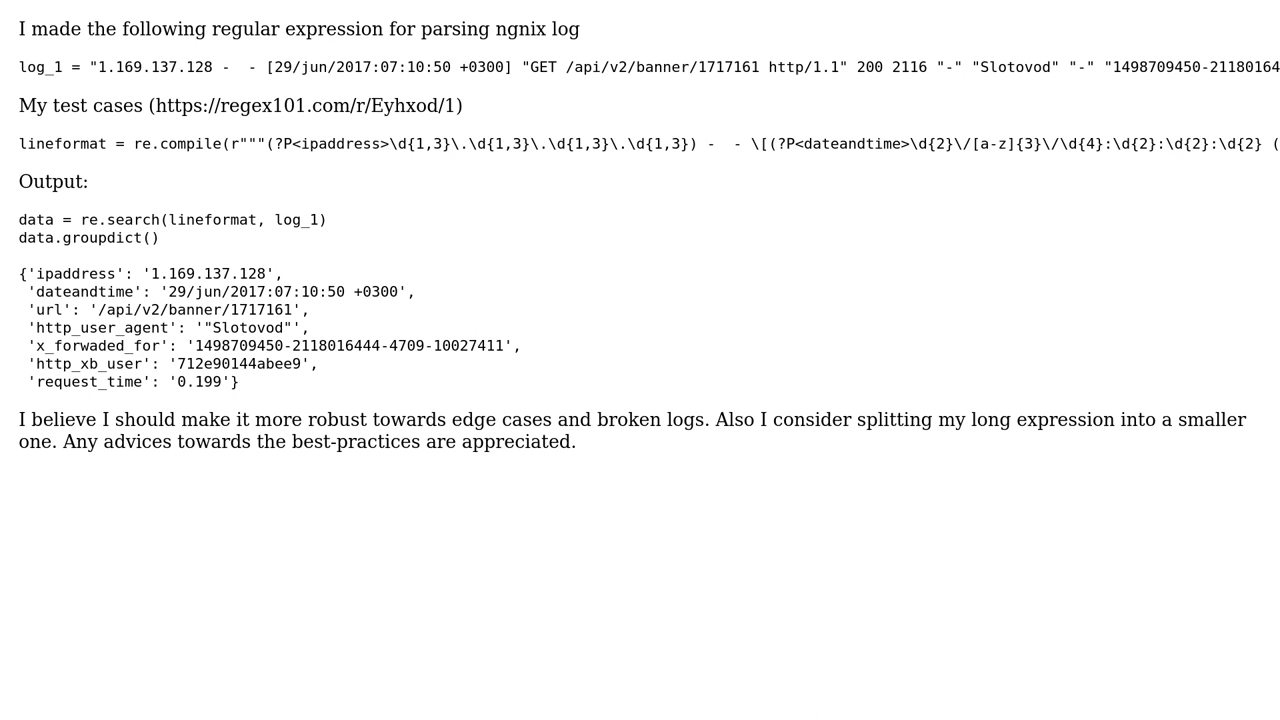 I made the following regular expression for parsing ngnix log
log_1 = "1.169.137.128 -  - [29/jun/2017:07:10:50 +0300] "GET /api/v2/banner/1717161 http/1.1" 200 2116 "-" "Slotovod" "-" "1498709450-21180164
My test cases (https://regex101.com/r/Eyhxod/1)
lineformat = re.compile(r"""(?P<ipaddress>\d{1,3}\.\d{1,3}\.\d{1,3}\.\d{1,3}) -  - \[(?P<dateandtime>\d{2}\/[a-z]{3}\/\d{4}:\d{2}:\d{2}:\d{2} (
Output:
data = re.search(lineformat, log_1)
data.groupdict()
{'ipaddress': '1.169.137.128',
 'dateandtime': '29/jun/2017:07:10:50 +0300',
 'url': '/api/v2/banner/1717161',
 'http_user_agent': '"Slotovod"',
 'x_forwaded_for': '1498709450-2118016444-4709-10027411',
 'http_xb_user': '712e90144abee9',
 'request_time': '0.199'}
I believe I should make it more robust towards edge cases and broken logs. Also I consider splitting my long expression into a smaller
one. Any advices towards the best-practices are appreciated.